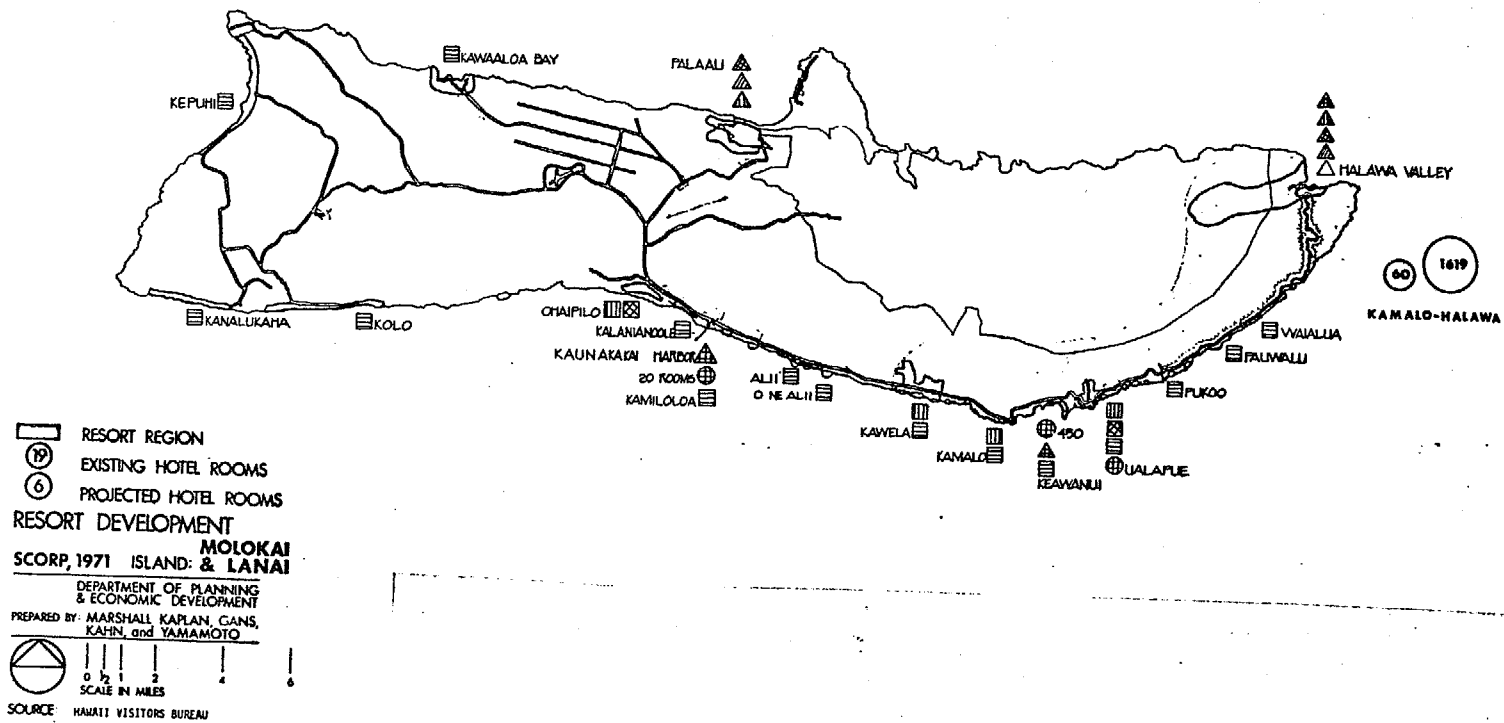 KAWAALOA BAY
PALAAU
KEPUHI
HALAWA VALLEY
60 1619
KAMALO-HALAWA
KANALUKAHA
KOLO
OHAIPILO
KALANIANOOLE
KAUNAKAKAI HARBOR
20 ROOMS
KAMILOLOA
ALII
ONE ALII
KAWELA
KAMALO
450
KEAWANUI
UALAPUE
PUKOO
PAUWALU
WAIALUA
RESORT REGION
19 EXISTING HOTEL ROOMS
6 PROJECTED HOTEL ROOMS
RESORT DEVELOPMENT
SCORP, 1971 ISLAND: MOLOKAI & LANAI
DEPARTMENT OF PLANNING
& ECONOMIC DEVELOPMENT
PREPARED BY: MARSHALL KAPLAN, GANS,
KAHN, and YAMAMOTO
0 ½ 1 2 4 6
SCALE IN MILES
SOURCE: HAWAII VISITORS BUREAU